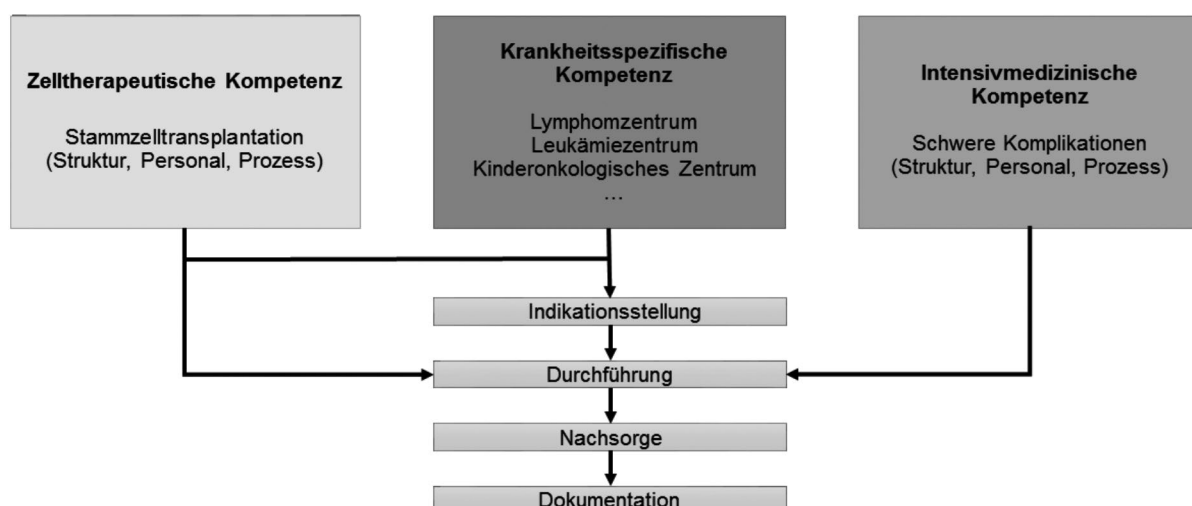 Zelltherapeutische Kompetenz
Stammzelltransplantation
(Struktur, Personal, Prozess)
Krankheitsspezifische
Kompetenz
Lymphomzentrum
Leukämiezentrum
Kinderonkologisches Zentrum
...
Intensivmedizinische
Kompetenz
Schwere Komplikationen
(Struktur, Personal, Prozess)
Indikationsstellung
Durchführung
Nachsorge
Dokumentation